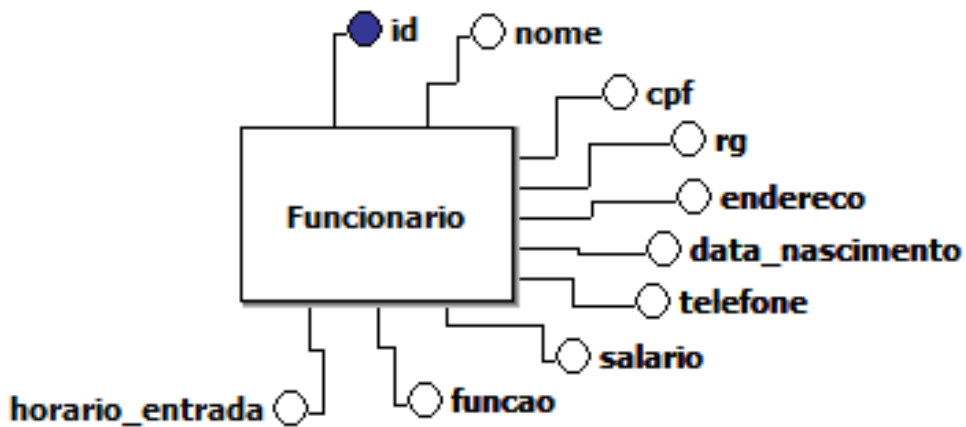 id
nome
cpf
rg
Funcionario
endereco
data_nascimento
telefone
salario
funcao
horario_entrada